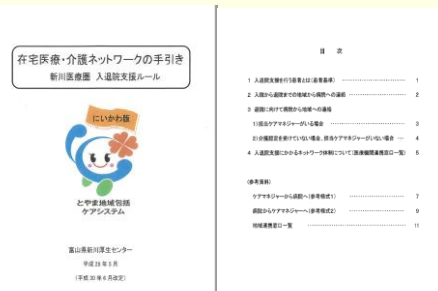 在宅医療・介護ネットワークの手引き
新川医療圏 入退院支援ルール
にいかわ版
とやま地域包括
ケアシステム
富山県新川厚生センター
平成28年3月
(平成30年6月改定)
目 次
1 入退院支援を行う患者とは(患者基準) 1
2 入院から退院までの地域から病院への連絡 2
3 退院に向けて病院から地域への連絡
1)担当ケアマネジャーがいる場合 3
2)介護認定を受けていない場合、担当ケアマネジャーがいない場合 4
4 入退院支援にかかるネットワーク体制について(医療機関連携窓口一覧) 5
(参考資料)
ケアマネジャーから病院へ(参考様式1) 7
病院からケアマネジャーへ(参考様式2) 9
地域連携窓口一覧 11